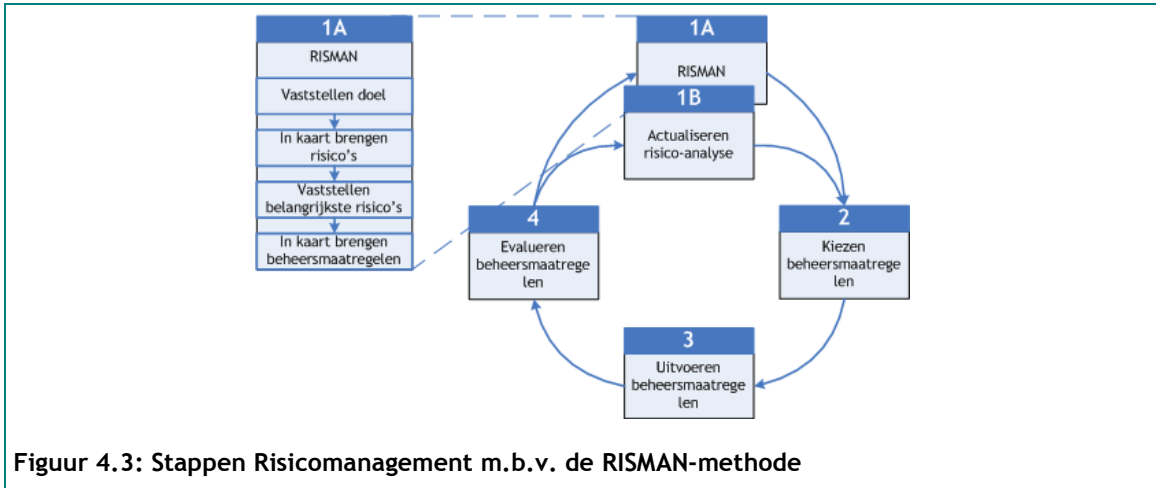 1A
RISMAN
Vaststellen doel
In kaart brengen
risico's
Vaststellen
belangrijkste risico's
In kaart brengen
beheersmaatregelen
1A
RISMAN
1B
Actualiseren
risico-analyse
4
Evalueren
beheersmaatrege
len
2
Kiezen
beheersmaatrege
len
3
Uitvoeren
beheersmaatrege
len
Figuur 4.3: Stappen Risicomanagement m.b.v. de RISMAN-methode